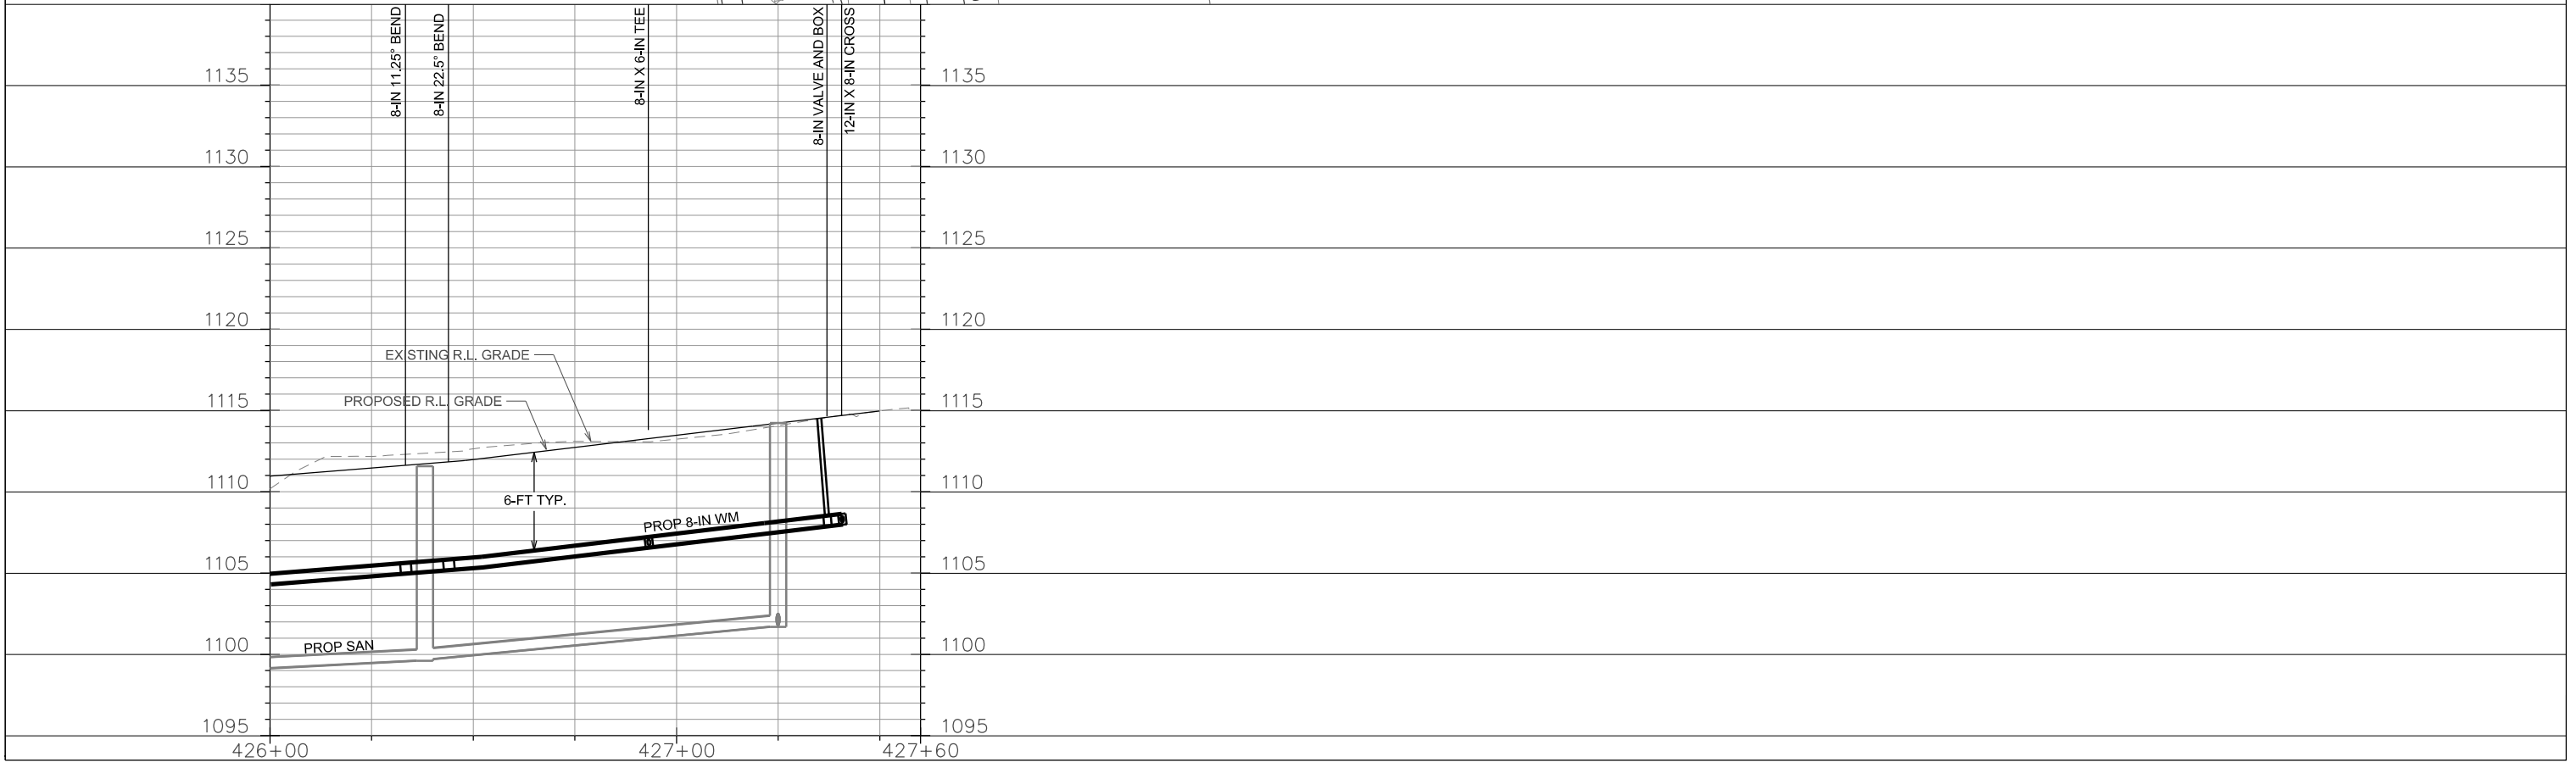 8-IN 11.25° BEND
8-IN 22.5° BEND
8-IN X 6-IN TEE
8-IN VALVE AND BOX
12-IN X 8-IN CROSS
1135 1135
1130 1130
1125 1125
1120 1120
EXISTING R.L. GRADE
PROPOSED R.L. GRADE
1115 1115
1110 1110
6-FT TYP.
PROP 8-IN WM
1105 1105
PROP SAN
1100 1100
1095 1095
426+00 427+00 427+60